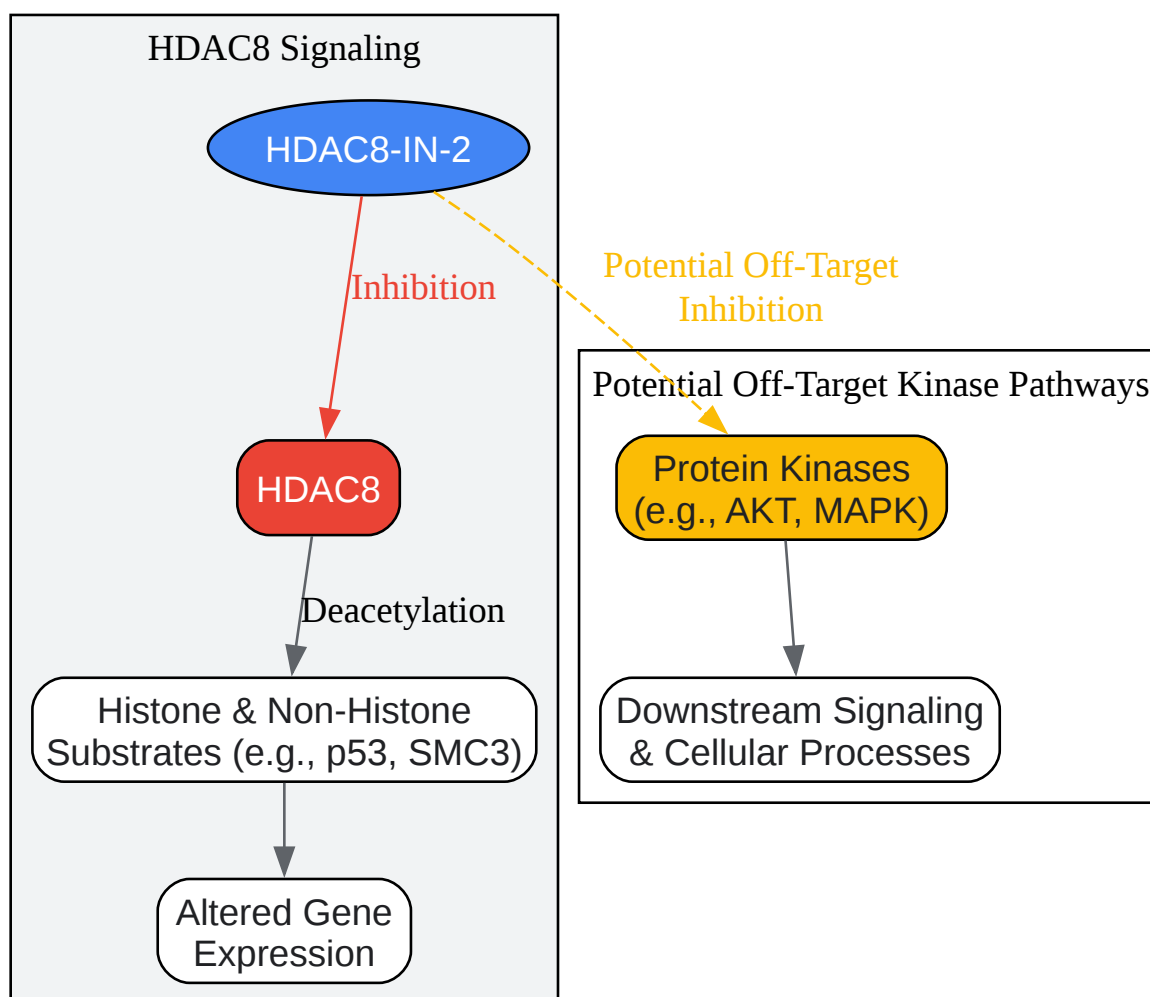 HDAC8 Signaling
HDAC8-IN-2
Inhibition
Potential Off-Target
Inhibition
Potential Off-Target Kinase Pathways
HDAC8
Protein Kinases
(e.g., AKT, MAPK)
Deacetylation
Histone & Non-Histone
Substrates (e.g., p53, SMC3)
Downstream Signaling
& Cellular Processes
Altered Gene
Expression